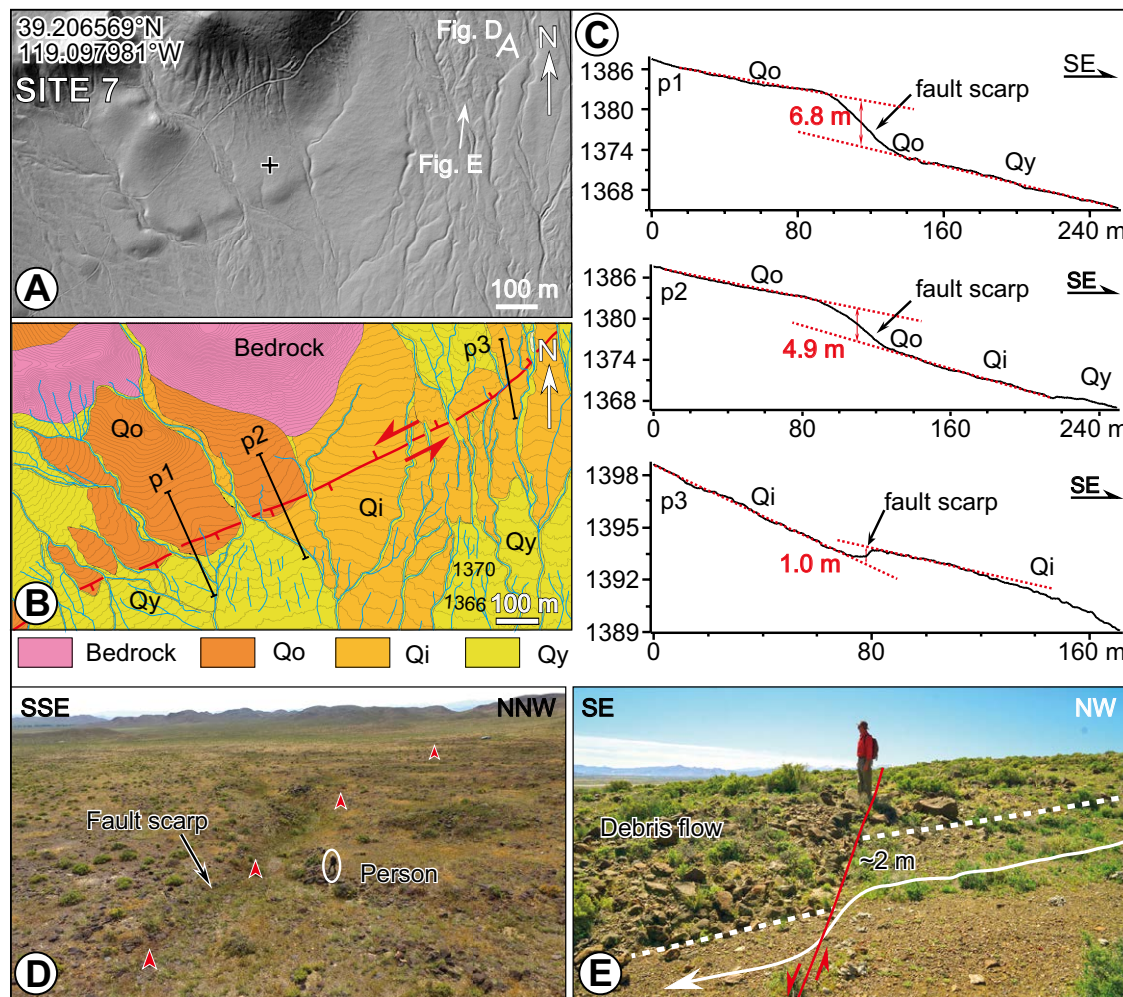 39.206569°N
119.097981°W
SITE 7
Fig. D
N
Fig. E
A
100 m
Bedrock
p3
N
Qo
p2
p1
Qi
Qy
Qy
1370
1366
100 m
B
Bedrock
Qo
Qi
Qy
C
1386
1380
1374
1368
p1
Qo
SE
fault scarp
6.8 m
Qo
Qy
0
80
160
240 m
1386
1380
1374
1368
p2
Qo
SE
fault scarp
4.9 m
Qo
Qi
Qy
0
80
160
240 m
1398
1395
1392
1389
p3
Qi
SE
fault scarp
1.0 m
Qi
0
40
80
120
160 m
SSE
NNW
Fault scarp
Person
D
SE
NW
Debris flow
~2 m
E